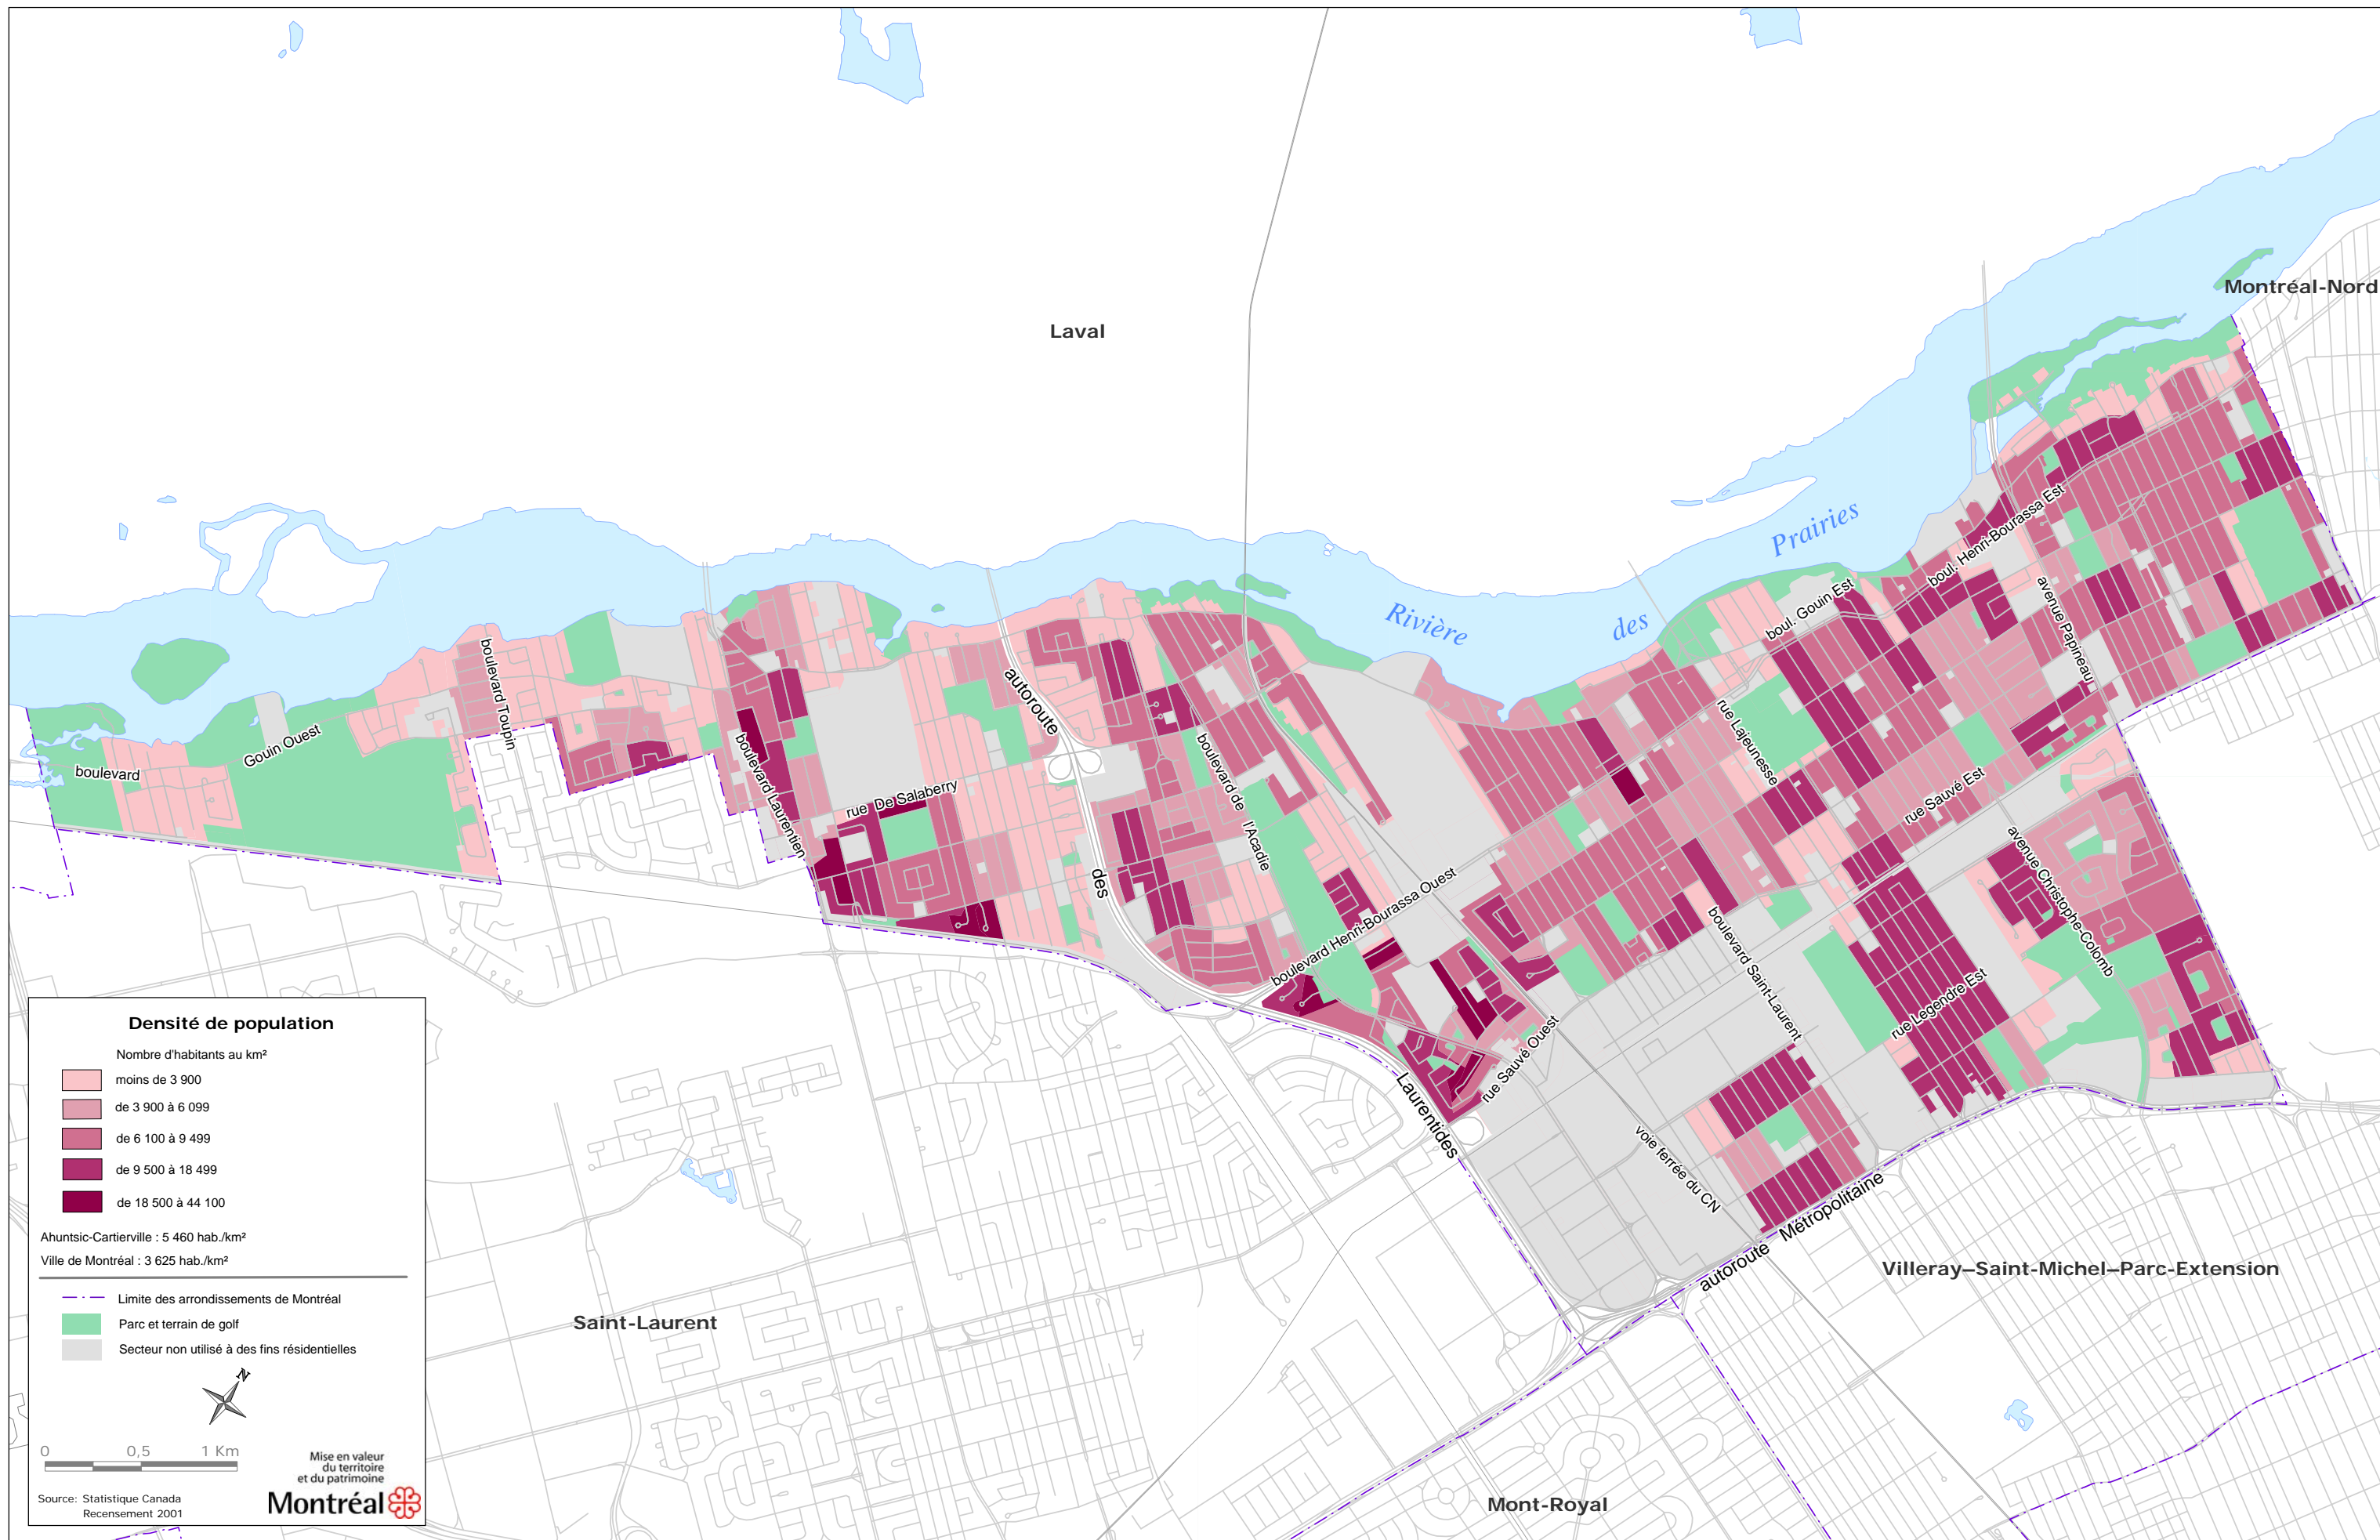 Laval
Montréal-Nord
Rivière
des
Prairies
boulevard
Gouin Ouest
boulevard Toupin
boulevard Laurentien
rue De Salaberry
autoroute
des
Laurentides
boulevard de
l'Acadie
boulevard Henri-Bourassa Ouest
rue Sauvé Ouest
boul. Gouin Est
boul. Henri-Bourassa Est
rue Lajeunesse
avenue Papineau
rue Sauvé Est
avenue Christophe-Colomb
boulevard Saint-Laurent
rue Legendre Est
voie ferrée du CN
autoroute Métropolitaine
Villeray–Saint-Michel–Parc-Extension
Saint-Laurent
Mont-Royal
Densité de population
Nombre d'habitants au km²
moins de 3 900
de 3 900 à 6 099
de 6 100 à 9 499
de 9 500 à 18 499
de 18 500 à 44 100
Ahuntsic-Cartierville : 5 460 hab./km²
Ville de Montréal : 3 625 hab./km²
Limite des arrondissements de Montréal
Parc et terrain de golf
Secteur non utilisé à des fins résidentielles
N
0 0,5 1 Km
Mise en valeur
du territoire
et du patrimoine
Montréal
Source: Statistique Canada
Recensement 2001